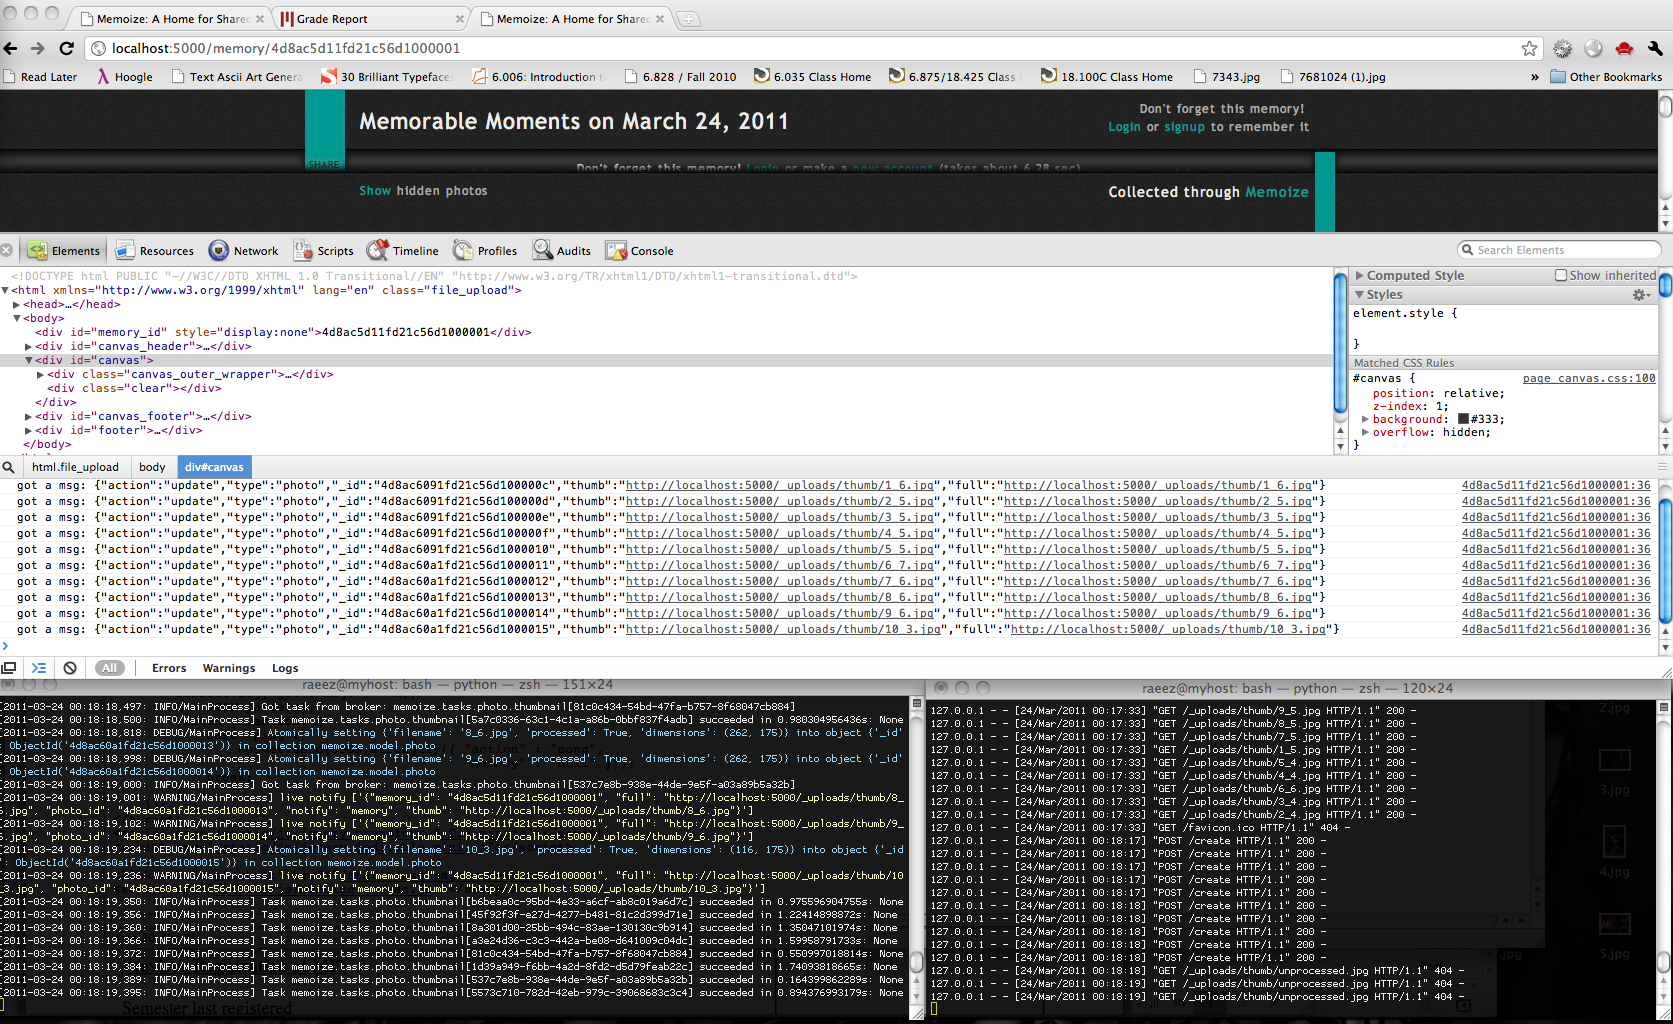 Memoize: A Home for Shared
Grade Report
Memoize: A Home for Shared
localhost:5000/memory/4d8ac5d11fd21c56d1000001
Read Later
Hoogle
Text Ascii Art Genera
30 Brilliant Typefaces
6.006: Introduction t
6.828 / Fall 2010
6.035 Class Home
6.875/18.425 Class
18.100C Class Home
7343.jpg
7681024 (1).jpg
»
Other Bookmarks
Memorable Moments on March 24, 2011
Don't forget this memory!
Login or signup to remember it
SHARE
Don't forget this memory! Login or make a new account (takes about 6.28 sec)
Show hidden photos
Collected through Memoize
Elements
Resources
Network
Scripts
Timeline
Profiles
Audits
Console
Search Elements
<!DOCTYPE html PUBLIC "-//W3C//DTD XHTML 1.0 Transitional//EN" "http://www.w3.org/TR/xhtml1/DTD/xhtml1-transitional.dtd">
<html xmlns="http://www.w3.org/1999/xhtml" lang="en" class="file_upload">
<head>…</head>
<body>
<div id="memory_id" style="display:none">4d8ac5d11fd21c56d1000001</div>
<div id="canvas_header">…</div>
<div id="canvas">
<div class="canvas_outer_wrapper">…</div>
<div class="clear"></div>
</div>
<div id="canvas_footer">…</div>
<div id="footer">…</div>
</body>
Computed Style
Show inherited
Styles
element.style {
}
Matched CSS Rules
#canvas { page_canvas.css:100
position: relative;
z-index: 1;
background: #333;
overflow: hidden;
}
html.file_upload
body
div#canvas
got a msg: {"action":"update","type":"photo","_id":"4d8ac6091fd21c56d100000c","thumb":"http://localhost:5000/_uploads/thumb/1_6.jpg","full":"http://localhost:5000/_uploads/thumb/1_6.jpg"} 4d8ac5d11fd21c56d1000001:36
got a msg: {"action":"update","type":"photo","_id":"4d8ac6091fd21c56d100000d","thumb":"http://localhost:5000/_uploads/thumb/2_5.jpg","full":"http://localhost:5000/_uploads/thumb/2_5.jpg"} 4d8ac5d11fd21c56d1000001:36
got a msg: {"action":"update","type":"photo","_id":"4d8ac6091fd21c56d100000e","thumb":"http://localhost:5000/_uploads/thumb/3_5.jpg","full":"http://localhost:5000/_uploads/thumb/3_5.jpg"} 4d8ac5d11fd21c56d1000001:36
got a msg: {"action":"update","type":"photo","_id":"4d8ac6091fd21c56d100000f","thumb":"http://localhost:5000/_uploads/thumb/4_5.jpg","full":"http://localhost:5000/_uploads/thumb/4_5.jpg"} 4d8ac5d11fd21c56d1000001:36
got a msg: {"action":"update","type":"photo","_id":"4d8ac6091fd21c56d1000010","thumb":"http://localhost:5000/_uploads/thumb/5_5.jpg","full":"http://localhost:5000/_uploads/thumb/5_5.jpg"} 4d8ac5d11fd21c56d1000001:36
got a msg: {"action":"update","type":"photo","_id":"4d8ac60a1fd21c56d1000011","thumb":"http://localhost:5000/_uploads/thumb/6_7.jpg","full":"http://localhost:5000/_uploads/thumb/6_7.jpg"} 4d8ac5d11fd21c56d1000001:36
got a msg: {"action":"update","type":"photo","_id":"4d8ac60a1fd21c56d1000012","thumb":"http://localhost:5000/_uploads/thumb/7_6.jpg","full":"http://localhost:5000/_uploads/thumb/7_6.jpg"} 4d8ac5d11fd21c56d1000001:36
got a msg: {"action":"update","type":"photo","_id":"4d8ac60a1fd21c56d1000013","thumb":"http://localhost:5000/_uploads/thumb/8_6.jpg","full":"http://localhost:5000/_uploads/thumb/8_6.jpg"} 4d8ac5d11fd21c56d1000001:36
got a msg: {"action":"update","type":"photo","_id":"4d8ac60a1fd21c56d1000014","thumb":"http://localhost:5000/_uploads/thumb/9_6.jpg","full":"http://localhost:5000/_uploads/thumb/9_6.jpg"} 4d8ac5d11fd21c56d1000001:36
got a msg: {"action":"update","type":"photo","_id":"4d8ac60a1fd21c56d1000015","thumb":"http://localhost:5000/_uploads/thumb/10_3.jpg","full":"http://localhost:5000/_uploads/thumb/10_3.jpg"} 4d8ac5d11fd21c56d1000001:36
>
All
Errors
Warnings
Logs
raeez@myhost: bash — python — zsh — 151×24
[2011-03-24 00:18:18,497: INFO/MainProcess] Got task from broker: memoize.tasks.photo.thumbnail[81c0c434-54bd-47fa-b757-8f68047cb884]
[2011-03-24 00:18:18,500: INFO/MainProcess] Task memoize.tasks.photo.thumbnail[5a7c0336-63c1-4c1a-a86b-0bbf837f4adb] succeeded in 0.980304956436s: None
[2011-03-24 00:18:18,818: DEBUG/MainProcess] Atomically setting {'filename': '8_6.jpg', 'processed': True, 'dimensions': (262, 175)} into object {'_id'
: ObjectId('4d8ac60a1fd21c56d1000013')} in collection memoize.model.photo
[2011-03-24 00:18:18,998: DEBUG/MainProcess] Atomically setting {'filename': '9_6.jpg', 'processed': True, 'dimensions': (262, 175)} into object {'_id'
: ObjectId('4d8ac60a1fd21c56d1000014')} in collection memoize.model.photo
[2011-03-24 00:18:19,000: INFO/MainProcess] Got task from broker: memoize.tasks.photo.thumbnail[537c7e8b-938e-44de-9e5f-a03a89b5a32b]
[2011-03-24 00:18:19,001: WARNING/MainProcess] live notify ['{"memory_id": "4d8ac5d11fd21c56d1000001", "full": "http://localhost:5000/_uploads/thumb/8_
6.jpg", "photo_id": "4d8ac60a1fd21c56d1000013", "notify": "memory", "thumb": "http://localhost:5000/_uploads/thumb/8_6.jpg"}']
[2011-03-24 00:18:19,102: WARNING/MainProcess] live notify ['{"memory_id": "4d8ac5d11fd21c56d1000001", "full": "http://localhost:5000/_uploads/thumb/9_
6.jpg", "photo_id": "4d8ac60a1fd21c56d1000014", "notify": "memory", "thumb": "http://localhost:5000/_uploads/thumb/9_6.jpg"}']
[2011-03-24 00:18:19,234: DEBUG/MainProcess] Atomically setting {'filename': '10_3.jpg', 'processed': True, 'dimensions': (116, 175)} into object {'_id
': ObjectId('4d8ac60a1fd21c56d1000015')} in collection memoize.model.photo
[2011-03-24 00:18:19,236: WARNING/MainProcess] live notify ['{"memory_id": "4d8ac5d11fd21c56d1000001", "full": "http://localhost:5000/_uploads/thumb/10
_3.jpg", "photo_id": "4d8ac60a1fd21c56d1000015", "notify": "memory", "thumb": "http://localhost:5000/_uploads/thumb/10_3.jpg"}']
[2011-03-24 00:18:19,350: INFO/MainProcess] Task memoize.tasks.photo.thumbnail[b6beaa0c-95bd-4e33-a6cf-ab8c019a6d7c] succeeded in 0.975596904755s: None
[2011-03-24 00:18:19,356: INFO/MainProcess] Task memoize.tasks.photo.thumbnail[45f92f3f-e27d-4277-b481-81c2d399d71e] succeeded in 1.22414898872s: None
[2011-03-24 00:18:19,360: INFO/MainProcess] Task memoize.tasks.photo.thumbnail[8a301d00-25bb-494c-83ae-130130c9b914] succeeded in 1.35047101974s: None
[2011-03-24 00:18:19,366: INFO/MainProcess] Task memoize.tasks.photo.thumbnail[a3e24d36-c3c3-442a-be08-d641009c04dc] succeeded in 1.59958791733s: None
[2011-03-24 00:18:19,372: INFO/MainProcess] Task memoize.tasks.photo.thumbnail[81c0c434-54bd-47fa-b757-8f68047cb884] succeeded in 0.550997018814s: None
[2011-03-24 00:18:19,384: INFO/MainProcess] Task memoize.tasks.photo.thumbnail[1d39a949-f6bb-4a2d-8fd2-d5d79feab22c] succeeded in 1.74093818665s: None
[2011-03-24 00:18:19,389: INFO/MainProcess] Task memoize.tasks.photo.thumbnail[537c7e8b-938e-44de-9e5f-a03a89b5a32b] succeeded in 0.164399862289s: None
[2011-03-24 00:18:19,395: INFO/MainProcess] Task memoize.tasks.photo.thumbnail[5573c710-782d-42eb-979c-39068683c3c4] succeeded in 0.894376993179s: None
Semester last registered
raeez@myhost: bash — python — zsh — 120×24
127.0.0.1 - - [24/Mar/2011 00:17:33] "GET /_uploads/thumb/9_5.jpg HTTP/1.1" 200 -
127.0.0.1 - - [24/Mar/2011 00:17:33] "GET /_uploads/thumb/8_5.jpg HTTP/1.1" 200 -
127.0.0.1 - - [24/Mar/2011 00:17:33] "GET /_uploads/thumb/7_5.jpg HTTP/1.1" 200 -
127.0.0.1 - - [24/Mar/2011 00:17:33] "GET /_uploads/thumb/1_5.jpg HTTP/1.1" 200 -
127.0.0.1 - - [24/Mar/2011 00:17:33] "GET /_uploads/thumb/5_4.jpg HTTP/1.1" 200 -
127.0.0.1 - - [24/Mar/2011 00:17:33] "GET /_uploads/thumb/4_4.jpg HTTP/1.1" 200 -
127.0.0.1 - - [24/Mar/2011 00:17:33] "GET /_uploads/thumb/6_6.jpg HTTP/1.1" 200 -
127.0.0.1 - - [24/Mar/2011 00:17:33] "GET /_uploads/thumb/3_4.jpg HTTP/1.1" 200 -
127.0.0.1 - - [24/Mar/2011 00:17:33] "GET /_uploads/thumb/2_4.jpg HTTP/1.1" 200 -
127.0.0.1 - - [24/Mar/2011 00:17:33] "GET /favicon.ico HTTP/1.1" 404 -
127.0.0.1 - - [24/Mar/2011 00:18:17] "POST /create HTTP/1.1" 200 -
127.0.0.1 - - [24/Mar/2011 00:18:17] "POST /create HTTP/1.1" 200 -
127.0.0.1 - - [24/Mar/2011 00:18:17] "POST /create HTTP/1.1" 200 -
127.0.0.1 - - [24/Mar/2011 00:18:17] "POST /create HTTP/1.1" 200 -
127.0.0.1 - - [24/Mar/2011 00:18:17] "POST /create HTTP/1.1" 200 -
127.0.0.1 - - [24/Mar/2011 00:18:18] "POST /create HTTP/1.1" 200 -
127.0.0.1 - - [24/Mar/2011 00:18:18] "POST /create HTTP/1.1" 200 -
127.0.0.1 - - [24/Mar/2011 00:18:18] "POST /create HTTP/1.1" 200 -
127.0.0.1 - - [24/Mar/2011 00:18:18] "POST /create HTTP/1.1" 200 -
127.0.0.1 - - [24/Mar/2011 00:18:18] "POST /create HTTP/1.1" 200 -
127.0.0.1 - - [24/Mar/2011 00:18:19] "GET /_uploads/thumb/unprocessed.jpg HTTP/1.1" 404 -
127.0.0.1 - - [24/Mar/2011 00:18:19] "GET /_uploads/thumb/unprocessed.jpg HTTP/1.1" 404 -
127.0.0.1 - - [24/Mar/2011 00:18:19] "GET /_uploads/thumb/unprocessed.jpg HTTP/1.1" 404 -
2.jpg
3.jpg
4.jpg
5.jpg
.jpg